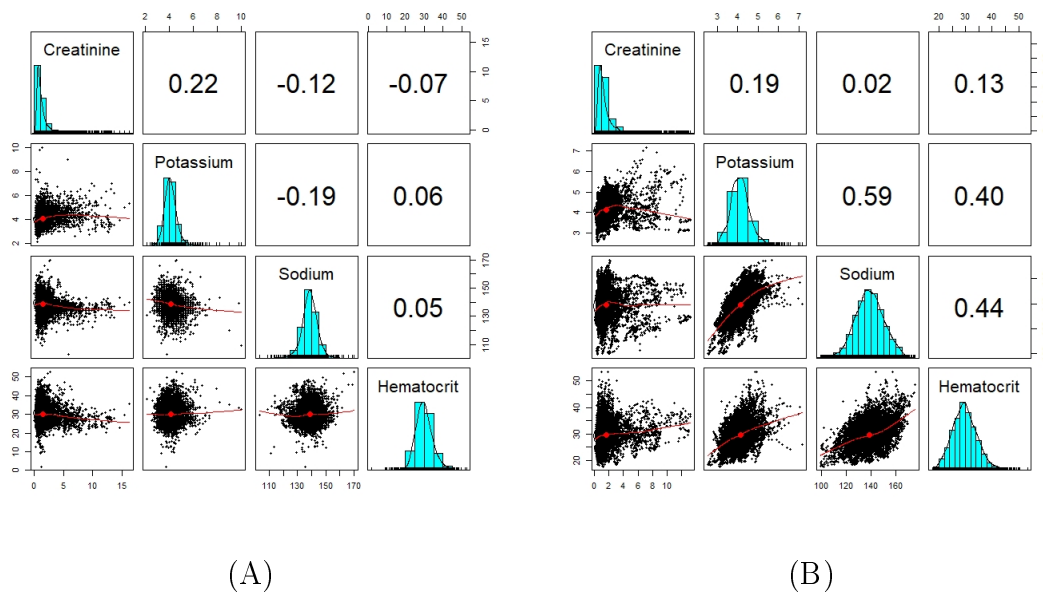 2 4 6 8 10 0 10 20 30 40 50
Creatinine
0.22 -0.12 -0.07
15
10
5
0
10
8
6
4
2
Potassium
-0.19 0.06
Sodium
0.05
170
150
130
110
50
40
30
20
10
0
Hematocrit
0 5 10 15 110 130 150 170
(A)
3 4 5 6 7 20 30 40 50
Creatinine
0.19 0.02 0.13
7
6
5
4
3
Potassium
0.59 0.40
Sodium
0.44
50
40
30
20
Hematocrit
0 2 4 6 8 10 100 120 140 160
(B)